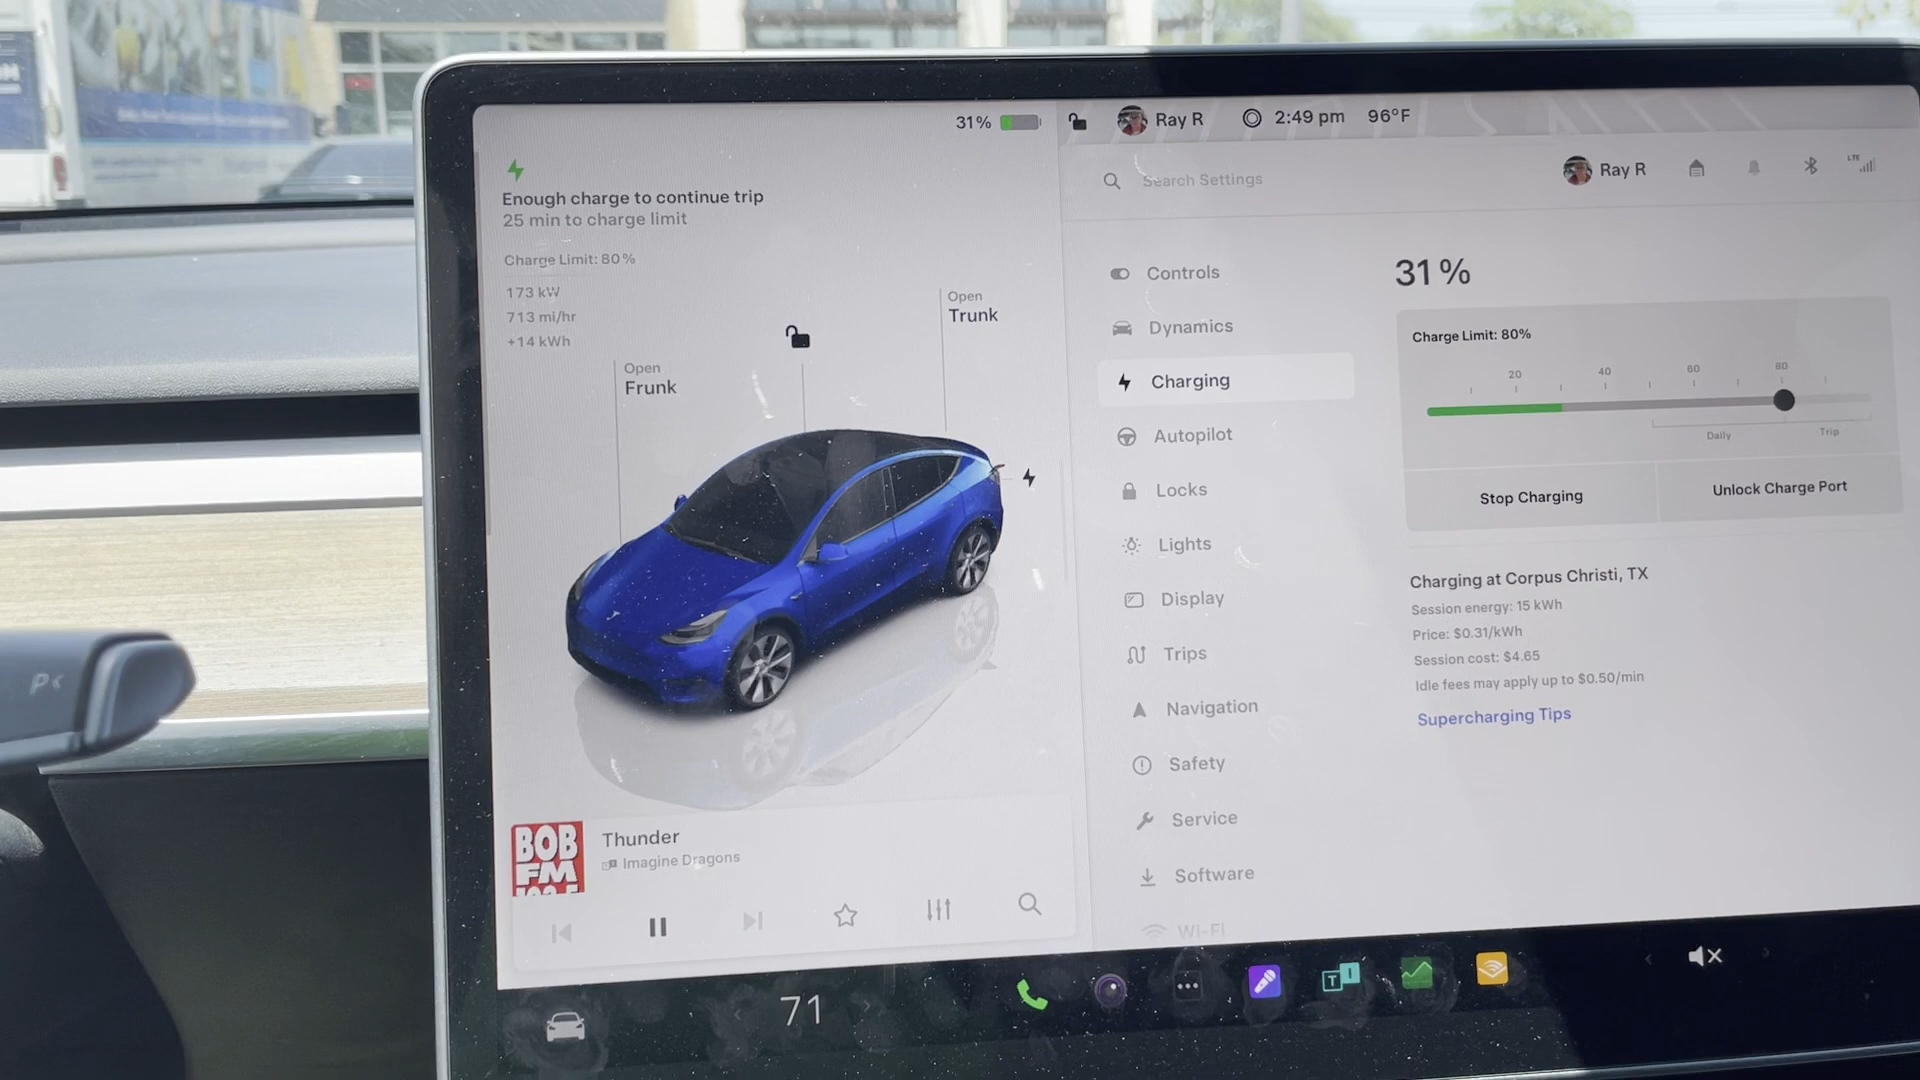 31%
Ray R
2:49 pm
96°F
Enough charge to continue trip
25 min to charge limit
Charge Limit: 80%
173 kW
713 mi/hr
+14 kWh
Open
Frunk
Open
Trunk
Thunder
Imagine Dragons
BOB
FM
Search Settings
Ray R
LTE
Controls
Dynamics
Charging
Autopilot
Locks
Lights
Display
Trips
Navigation
Safety
Service
Software
Wi-Fi
31%
Charge Limit: 80%
20 40 60 80
Daily Trip
Stop Charging
Unlock Charge Port
Charging at Corpus Christi, TX
Session energy: 15 kWh
Price: $0.31/kWh
Session cost: $4.65
Idle fees may apply up to $0.50/min
Supercharging Tips
71
T I
P